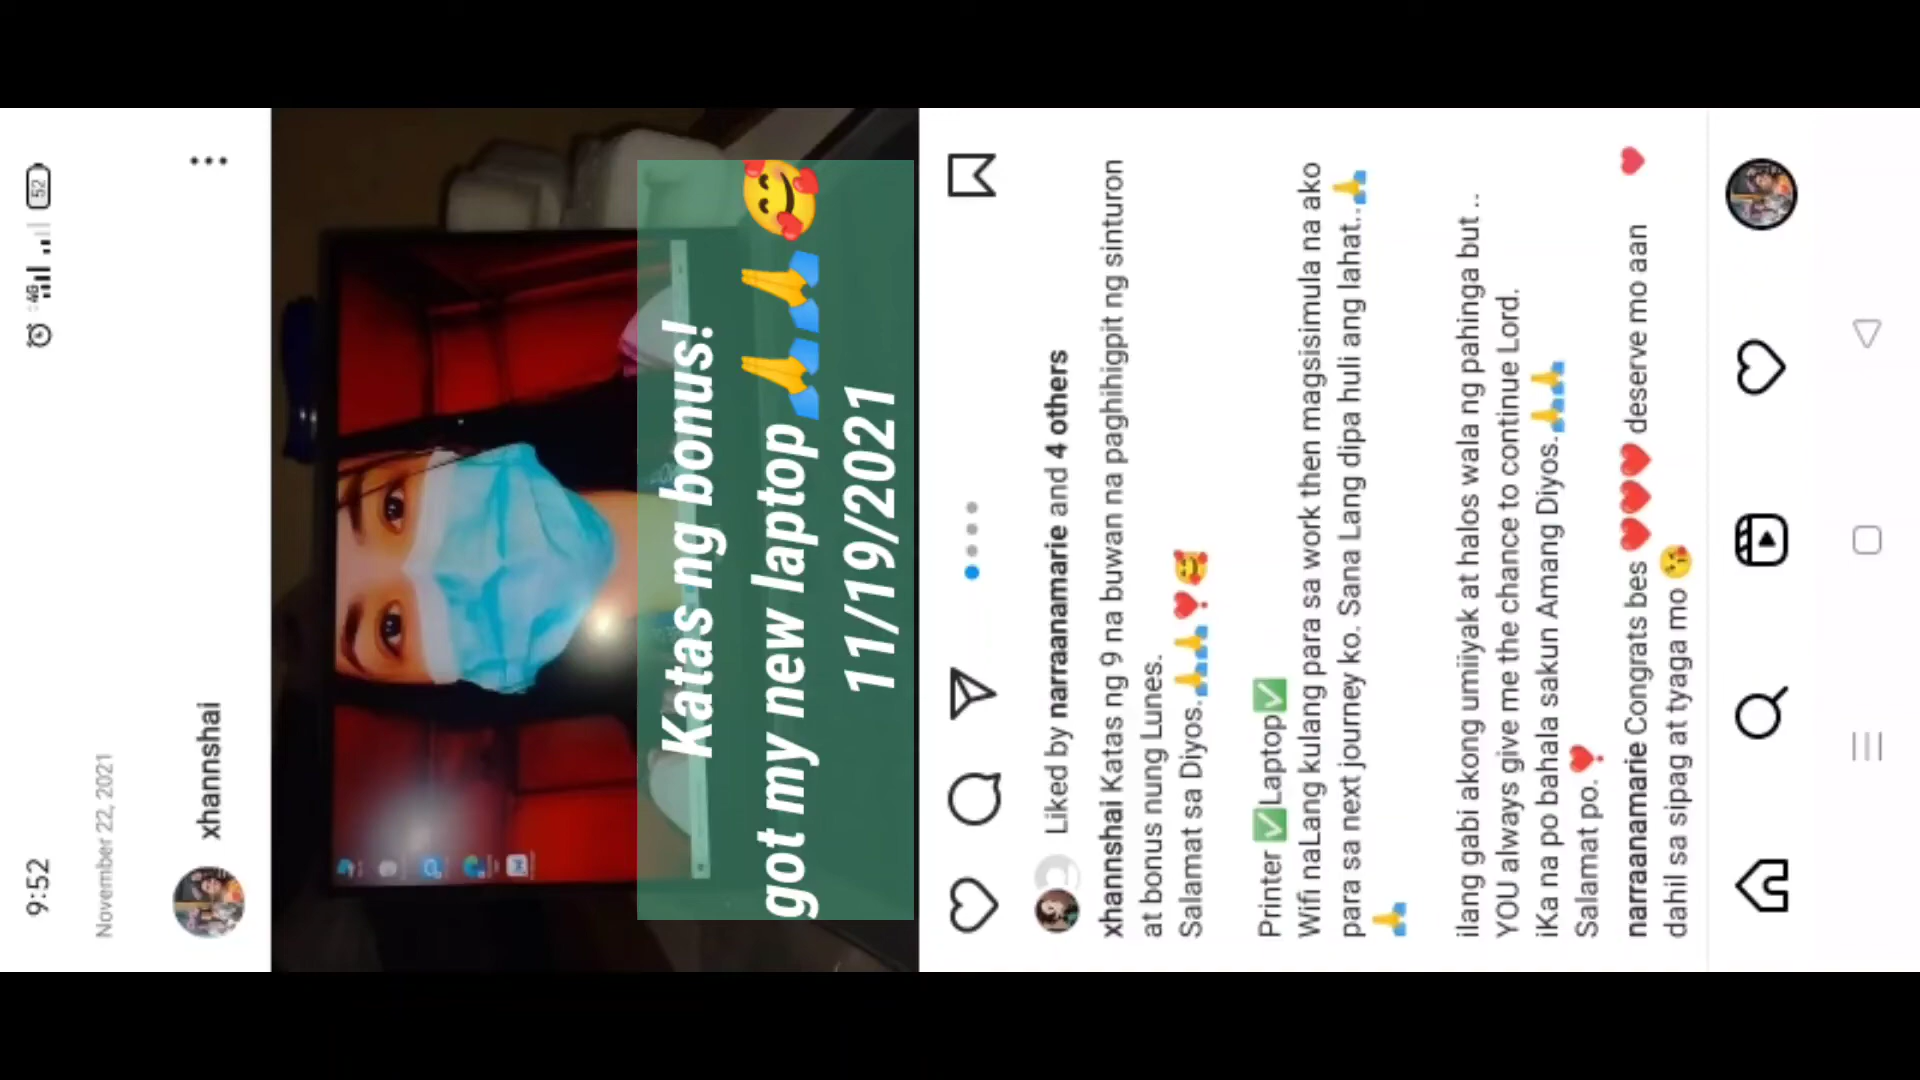 9:52
4G
52
November 22, 2021
xhannshai
Katas ng bonus!
got my new laptop 🙏🙏🥰
11/19/2021
Liked by narraanamarie and 4 others
xhannshai Katas ng 9 na buwan na paghihigpit ng sinturon
at bonus nung Lunes.
Salamat sa Diyos.🙏🙏❣️🥰
Printer ✅Laptop✅
Wifi naLang kulang para sa work then magsisimula na ako
para sa next journey ko. Sana Lang dipa huli ang lahat..🙏
🙏
ilang gabi akong umiiyak at halos wala ng pahinga but ..
YOU always give me the chance to continue Lord.
iKa na po bahala sakun Amang Diyos.🙏🙏
Salamat po. ❣️
narraanamarie Congrats bes ❤️❤️❤️ deserve mo aan
dahil sa sipag at tyaga mo 😘